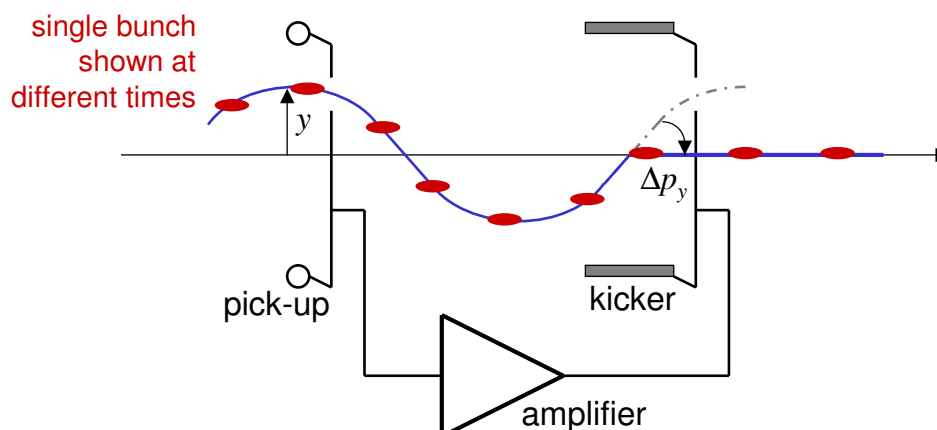 single bunch
shown at
different times
y
Δp_y
pick-up
kicker
amplifier